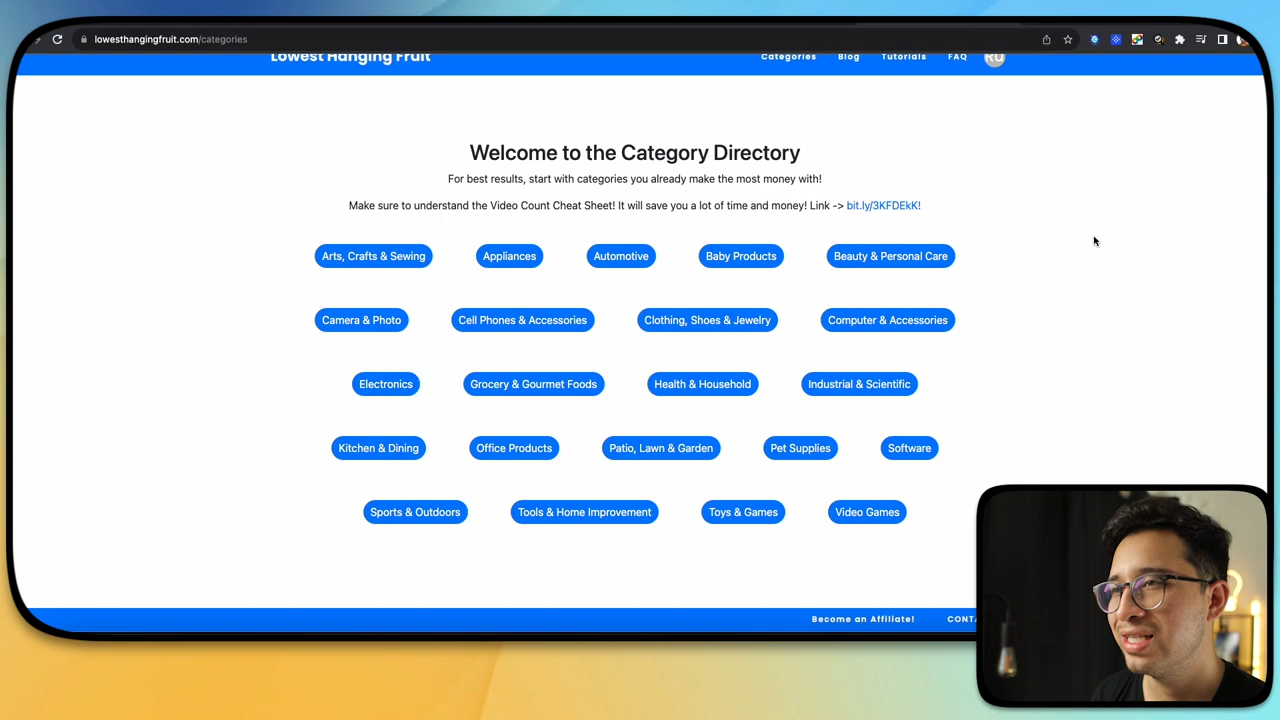 lowesthangingfruit.com/categories
Lowest Hanging Fruit
Categories Blog Tutorials FAQ RU
Welcome to the Category Directory
For best results, start with categories you already make the most money with!
Make sure to understand the Video Count Cheat Sheet! It will save you a lot of time and money! Link -> bit.ly/3KFDEkK!
Arts, Crafts & Sewing Appliances Automotive Baby Products Beauty & Personal Care
Camera & Photo Cell Phones & Accessories Clothing, Shoes & Jewelry Computer & Accessories
Electronics Grocery & Gourmet Foods Health & Household Industrial & Scientific
Kitchen & Dining Office Products Patio, Lawn & Garden Pet Supplies Software
Sports & Outdoors Tools & Home Improvement Toys & Games Video Games
Become an Affiliate!